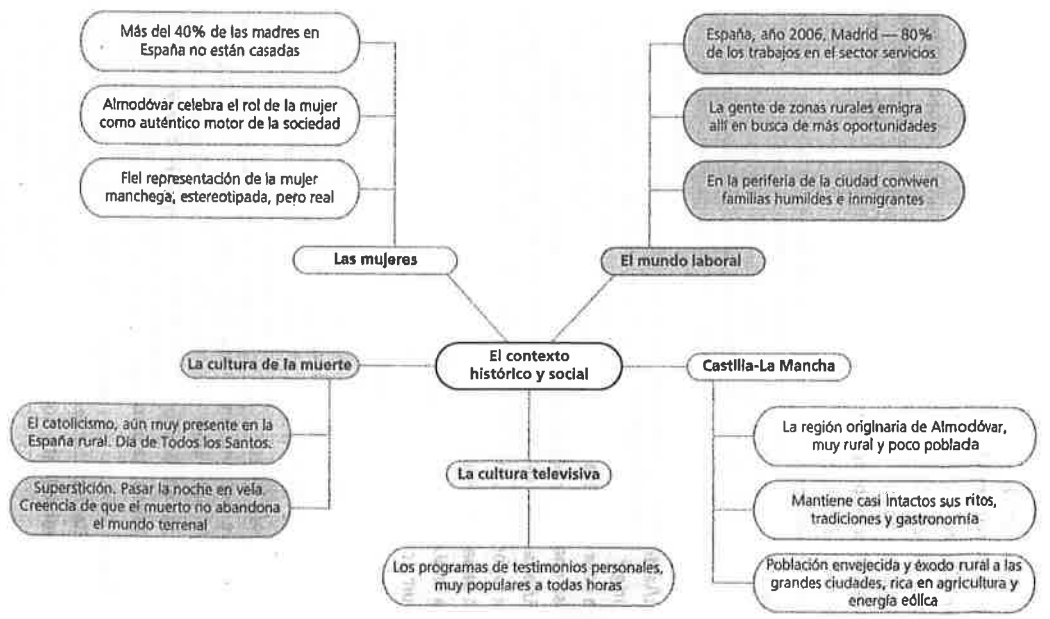 Más del 40% de las madres en
España no están casadas
Almodóvar celebra el rol de la mujer
como auténtico motor de la sociedad
Fiel representación de la mujer
manchega, estereotipada, pero real
Las mujeres
España, año 2006, Madrid — 80%
de los trabajos en el sector servicios
La gente de zonas rurales emigra
allí en busca de más oportunidades
En la periferia de la ciudad conviven
familias humildes e inmigrantes
El mundo laboral
El contexto
histórico y social
La cultura de la muerte
El catolicismo, aún muy presente en la
España rural. Día de Todos los Santos.
Superstición. Pasar la noche en vela.
Creencia de que el muerto no abandona
el mundo terrenal
La cultura televisiva
Los programas de testimonios personales,
muy populares a todas horas
Castilla-La Mancha
La región originaria de Almodóvar,
muy rural y poco poblada
Mantiene casi intactos sus ritos,
tradiciones y gastronomía
Población envejecida y éxodo rural a las
grandes ciudades, rica en agricultura y
energía eólica